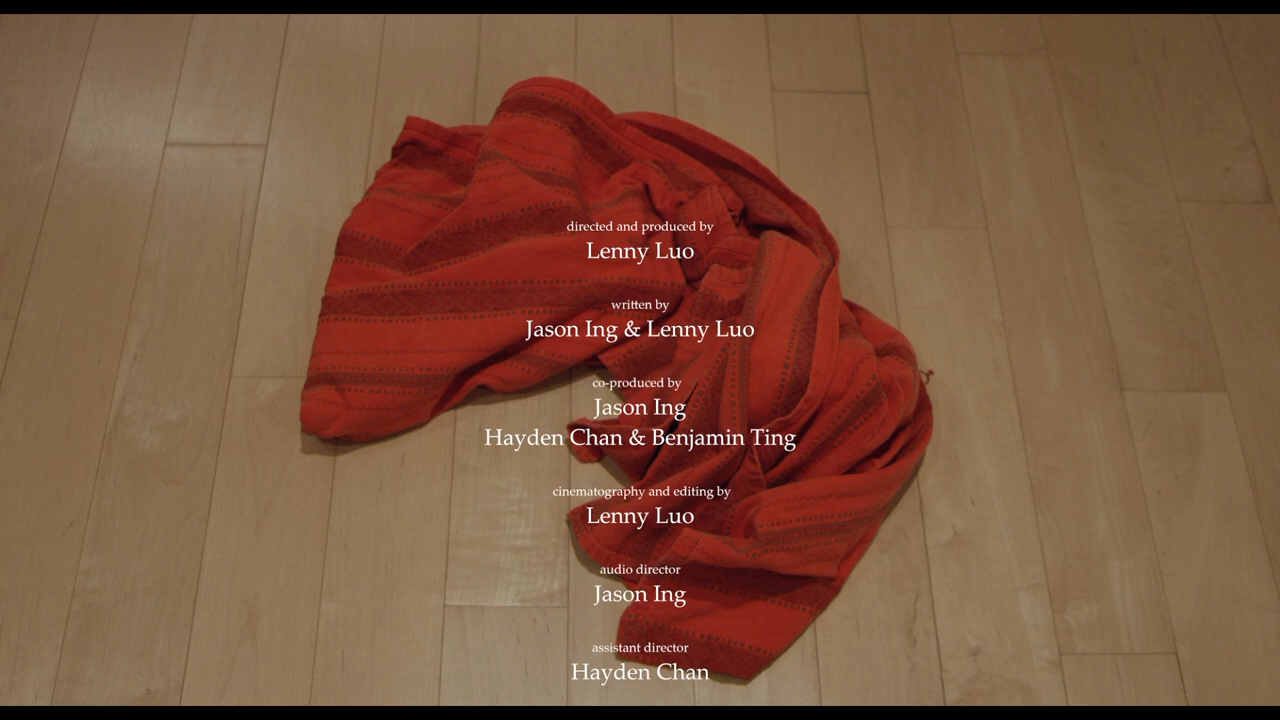 directed and produced by
Lenny Luo
written by
Jason Ing & Lenny Luo
co-produced by
Jason Ing
Hayden Chan & Benjamin Ting
cinematography and editing by
Lenny Luo
audio director
Jason Ing
assistant director
Hayden Chan